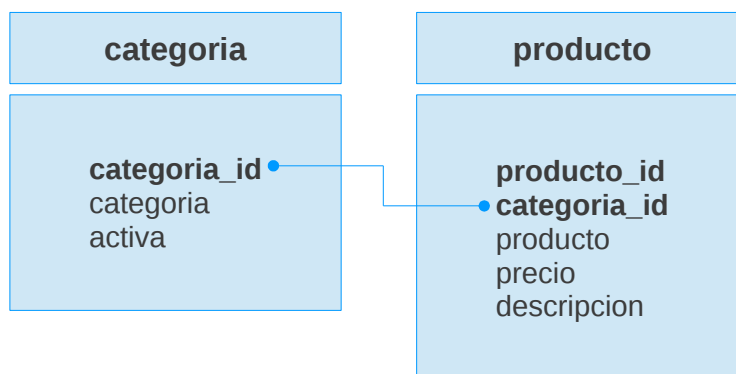 categoria
categoria_id
categoria
activa
producto
producto_id
categoria_id
producto
precio
descripcion